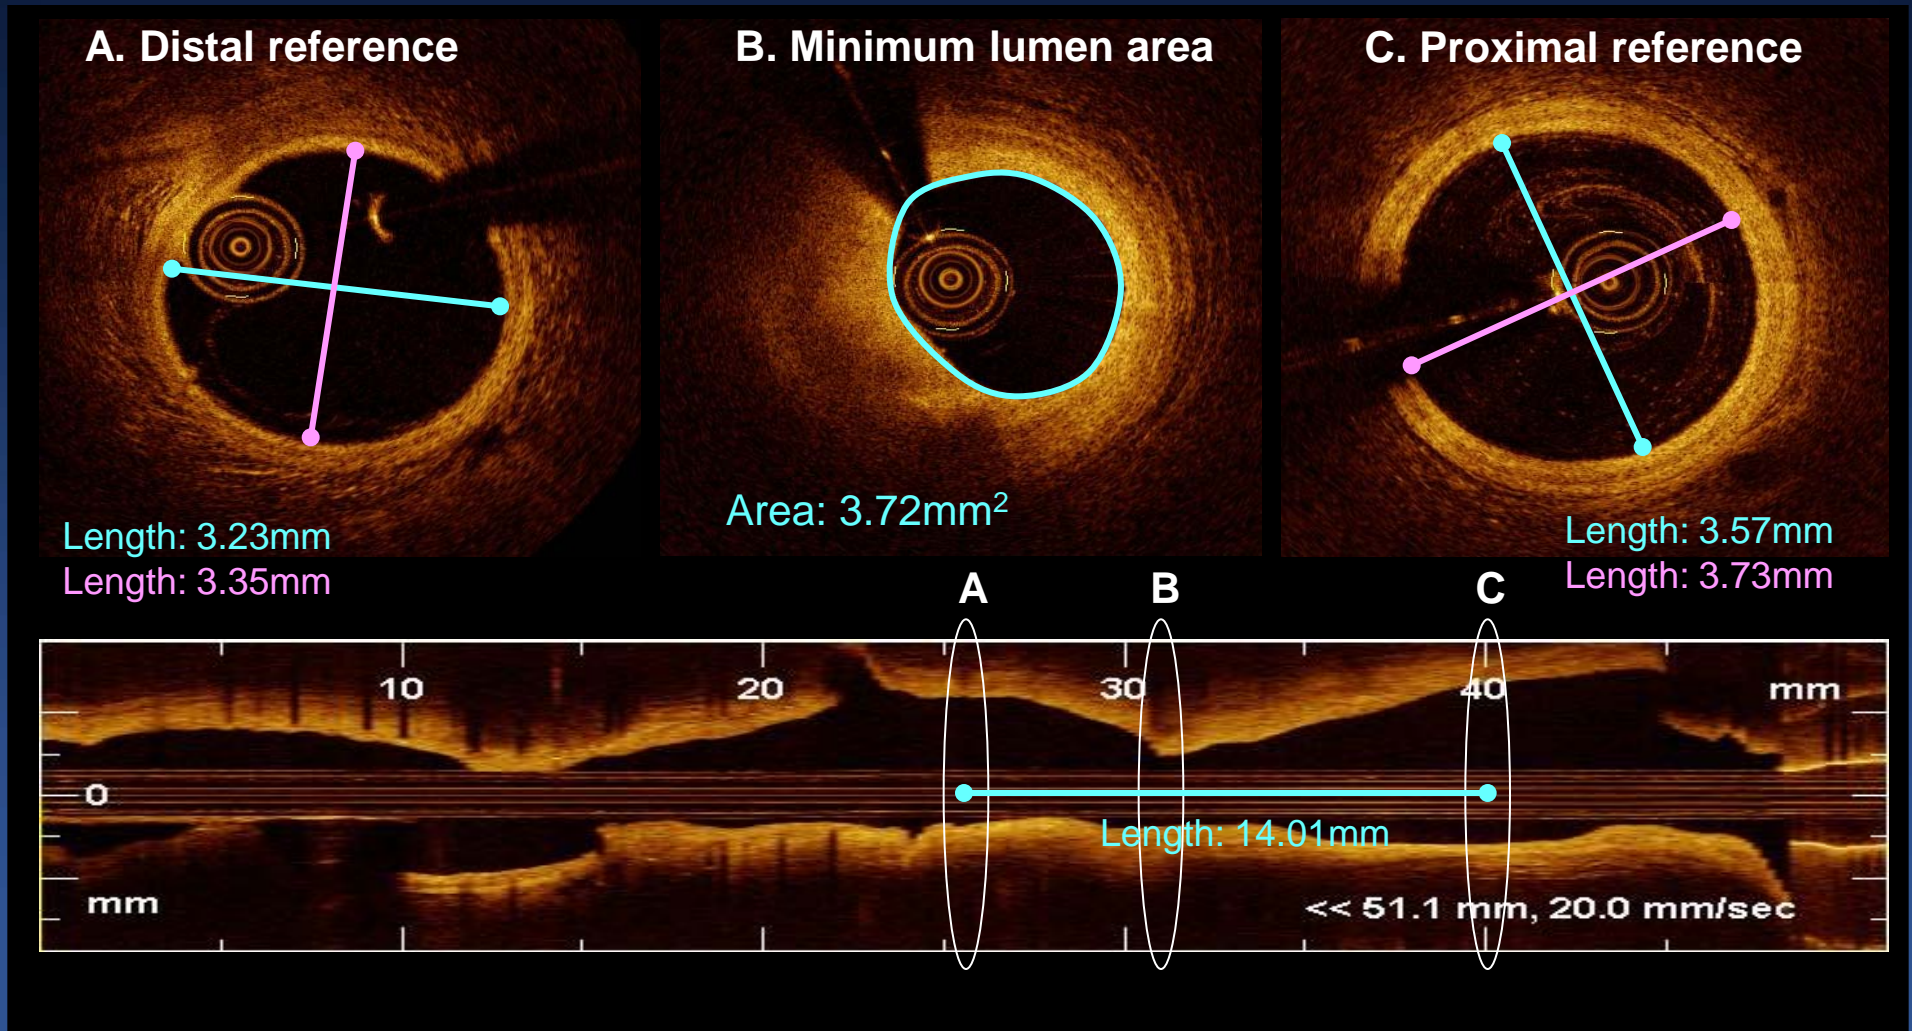 A. Distal reference
B. Minimum lumen area
C. Proximal reference
Length: 3.23mm
Length: 3.35mm
Area: 3.72mm²
Length: 3.57mm
Length: 3.73mm
A B C
10 20 30 40 mm
0
Length: 14.01mm
mm
<< 51.1 mm, 20.0 mm/sec